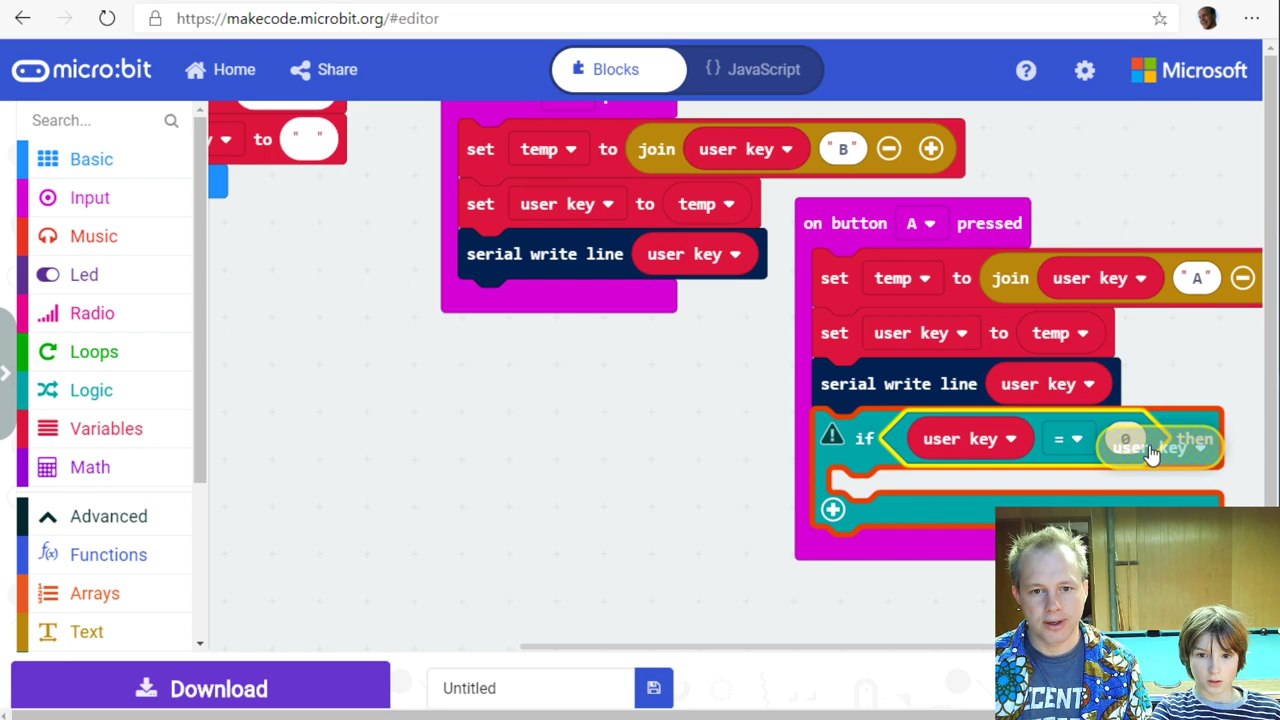 https://makecode.microbit.org/#editor
micro:bit
Home
Share
Blocks
{} JavaScript
?
Microsoft
Search...
Basic
Input
Music
Led
Radio
Loops
Logic
Variables
Math
Advanced
Functions
Arrays
Text
to " "
set temp to join user key "B"
set user key to temp
serial write line user key
on button A pressed
set temp to join user key "A"
set user key to temp
serial write line user key
if user key = 0 then
user key
Download
Untitled